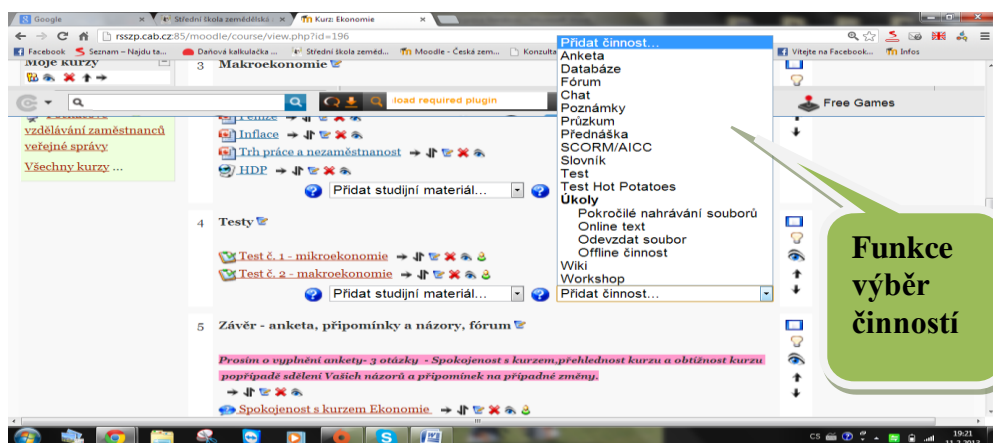 Google
Střední škola zemědělská
Kurz: Ekonomie
rsszp.cab.cz:85/moodle/course/view.php?id=196
Facebook
Seznam – Najdu ta...
Daňová kalkulačka ...
Střední škola zeměd...
Moodle - Česká zem...
Konzulta
Vítejte na Facebook...
Infos
Moje kurzy
3 Makroekonomie
load required plugin
Free Games
vzdělávání zaměstnanců
veřejné správy
Všechny kurzy ...
Peníze
Inflace
Trh práce a nezaměstnanost
HDP
Přidat studijní materiál...
Přidat činnost...
Anketa
Databáze
Fórum
Chat
Poznámky
Průzkum
Přednáška
SCORM/AICC
Slovník
Test
Test Hot Potatoes
Úkoly
Pokročilé nahrávání souborů
Online text
Odevzdat soubor
Offline činnost
Wiki
Workshop
4 Testy
Test č. 1 - mikroekonomie
Test č. 2 - makroekonomie
Přidat studijní materiál...
Přidat činnost...
Funkce
výběr
činností
5 Závěr - anketa, připomínky a názory, fórum
Prosím o vyplnění ankety- 3 otázky - Spokojenost s kurzem,přehlednost kurzu a obtížnost kurzu
popřípadě sdělení Vašich názorů a připomínek na případné změny.
Spokojenost s kurzem Ekonomie
CS
19:21
11.2.2013